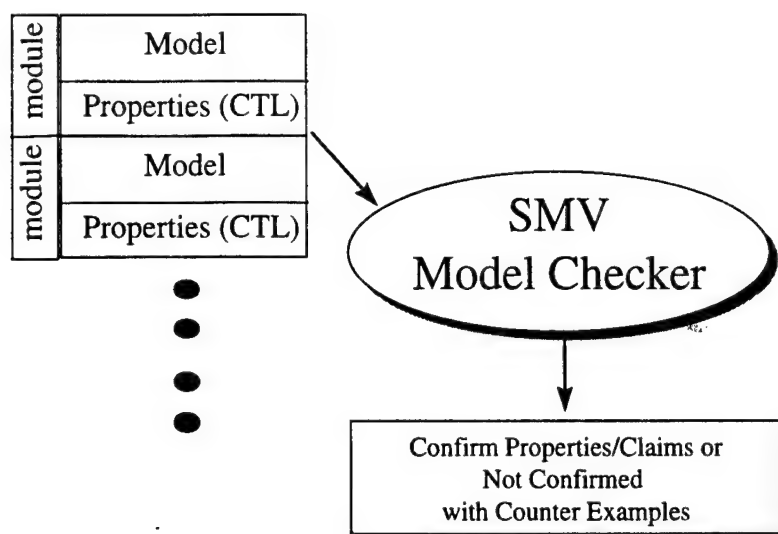 module
Model
Properties (CTL)
module
Model
Properties (CTL)
SMV
Model Checker
Confirm Properties/Claims or
Not Confirmed
with Counter Examples